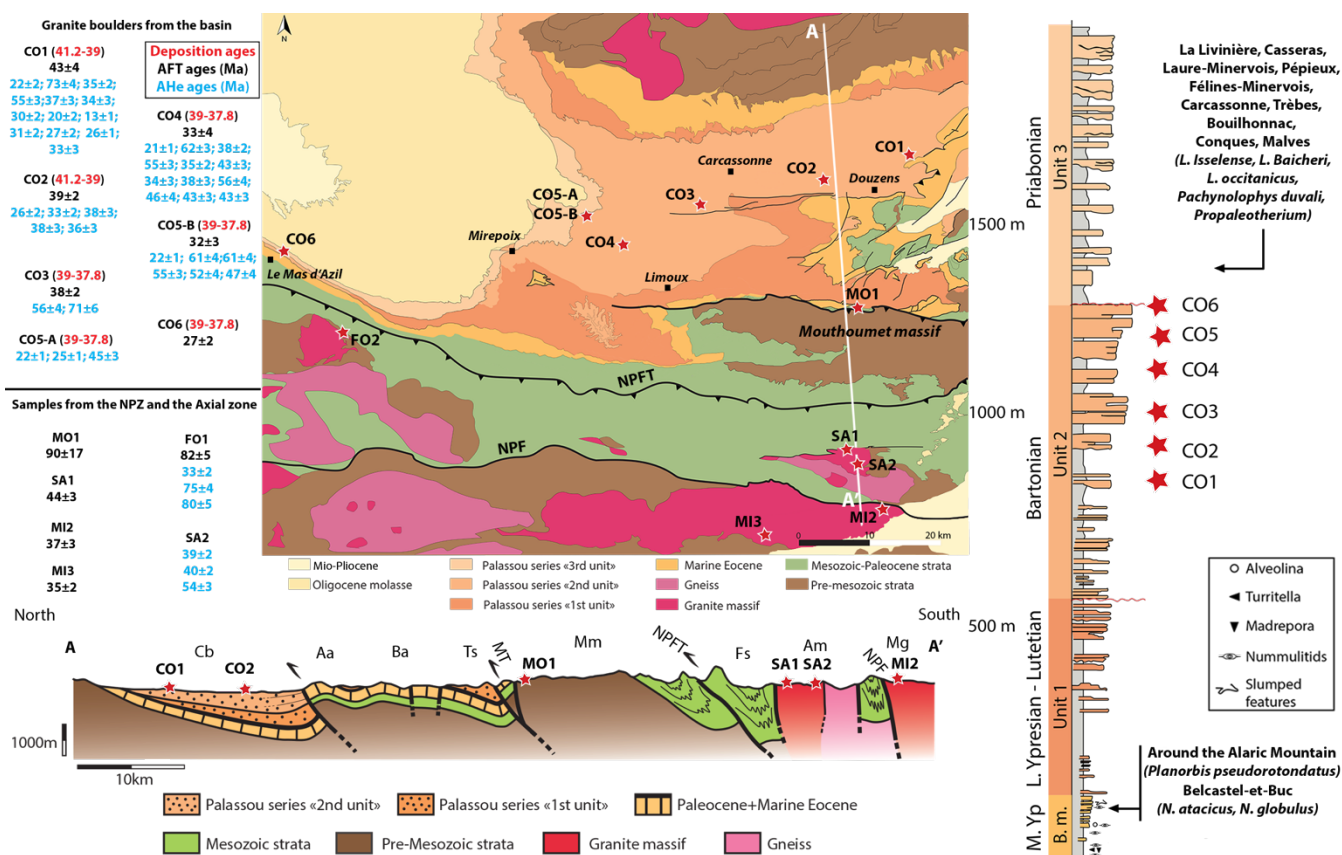 Granite boulders from the basin
CO1 (41.2-39)
43±4
22±2; 73±4; 35±2;
55±3;37±3; 34±3;
30±2; 20±2; 13±1;
31±2; 27±2; 26±1;
33±3
CO2 (41.2-39)
39±2
26±2; 33±2; 38±3;
38±3; 36±3
CO3 (39-37.8)
38±2
56±4; 71±6
CO5-A (39-37.8)
22±1; 25±1; 45±3
Deposition ages
AFT ages (Ma)
AHe ages (Ma)
CO4 (39-37.8)
33±4
21±1; 62±3; 38±2;
55±3; 35±2; 43±3;
34±3; 38±3; 56±4;
46±4; 43±3; 43±3
CO5-B (39-37.8)
32±3
22±1; 61±4;61±4;
55±3; 52±4; 47±4
CO6 (39-37.8)
27±2
Samples from the NPZ and the Axial zone
MO1
90±17
SA1
44±3
MI2
37±3
MI3
35±2
FO1
82±5
33±2
75±4
80±5
SA2
39±2
40±2
54±3
N
A
CO1
Carcassonne
CO2
Douzens
CO5-A
CO5-B
CO3
Mirepoix
CO4
CO6
Le Mas d'Azil
Limoux
MO1
Mouthoumet massif
FO2
NPFT
SA1
NPF
SA2
A'
MI2
MI3
0 10 20 km
Mio-Pliocene
Oligocene molasse
Palassou series «3rd unit»
Palassou series «2nd unit»
Palassou series «1st unit»
Marine Eocene
Gneiss
Granite massif
Mesozoic-Paleocene strata
Pre-mesozoic strata
North
South
A
Cb
CO1
CO2
Aa
Ba
Ts
MT
MO1
Mm
NPFT
Fs
SA1
Am
SA2
NPF
Mg
MI2
A'
1000m
10km
Palassou series «2nd unit»
Palassou series «1st unit»
Paleocene+Marine Eocene
Mesozoic strata
Pre-Mesozoic strata
Granite massif
Gneiss
1500 m
1000 m
500 m
Priabonian
Bartonian
L. Ypresian - Lutetian
M. Yp
Unit 3
Unit 2
Unit 1
B. m.
La Livinière, Casseras,
Laure-Minervois, Pépieux,
Félines-Minervois,
Carcassonne, Trèbes,
Bouilhonnac,
Conques, Malves
(L. Isselense, L. Baicheri,
L. occitanicus,
Pachynolophys duvali,
Propaleotherium)
CO6
CO5
CO4
CO3
CO2
CO1
Alveolina
Turritella
Madrepora
Nummulitids
Slumped
features
Around the Alaric Mountain
(Planorbis pseudorotondatus)
Belcastel-et-Buc
(N. atacicus, N. globulus)